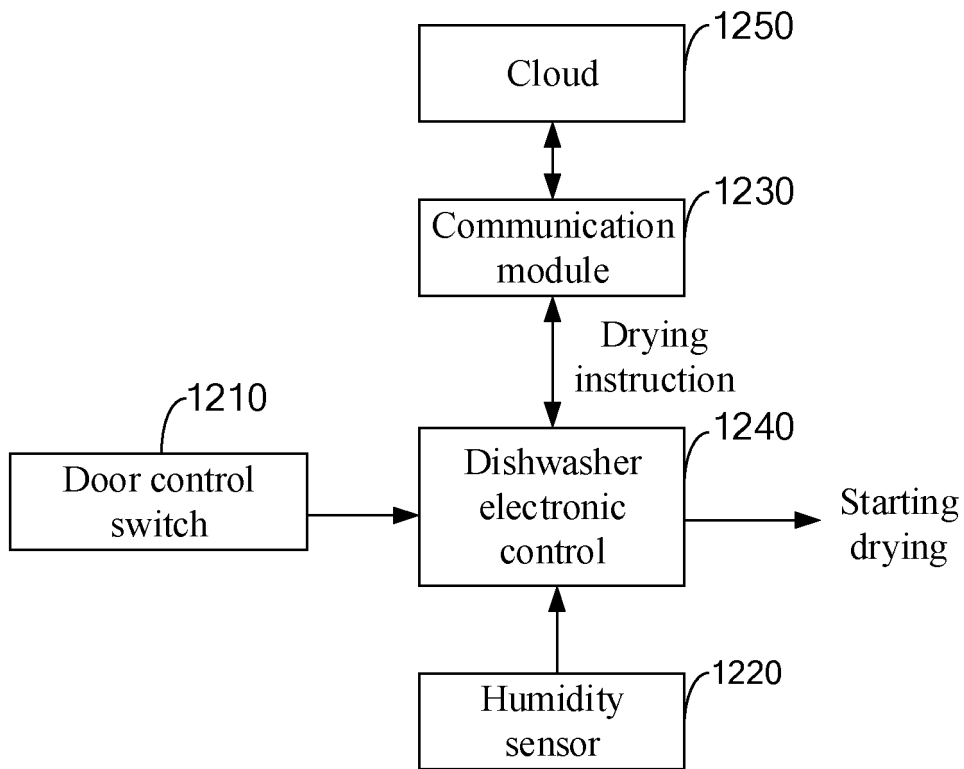 1250
Cloud
1230
Communication
module
Drying
instruction
1210
1240
Door control
switch
Dishwasher
electronic
control
Starting
drying
1220
Humidity
sensor